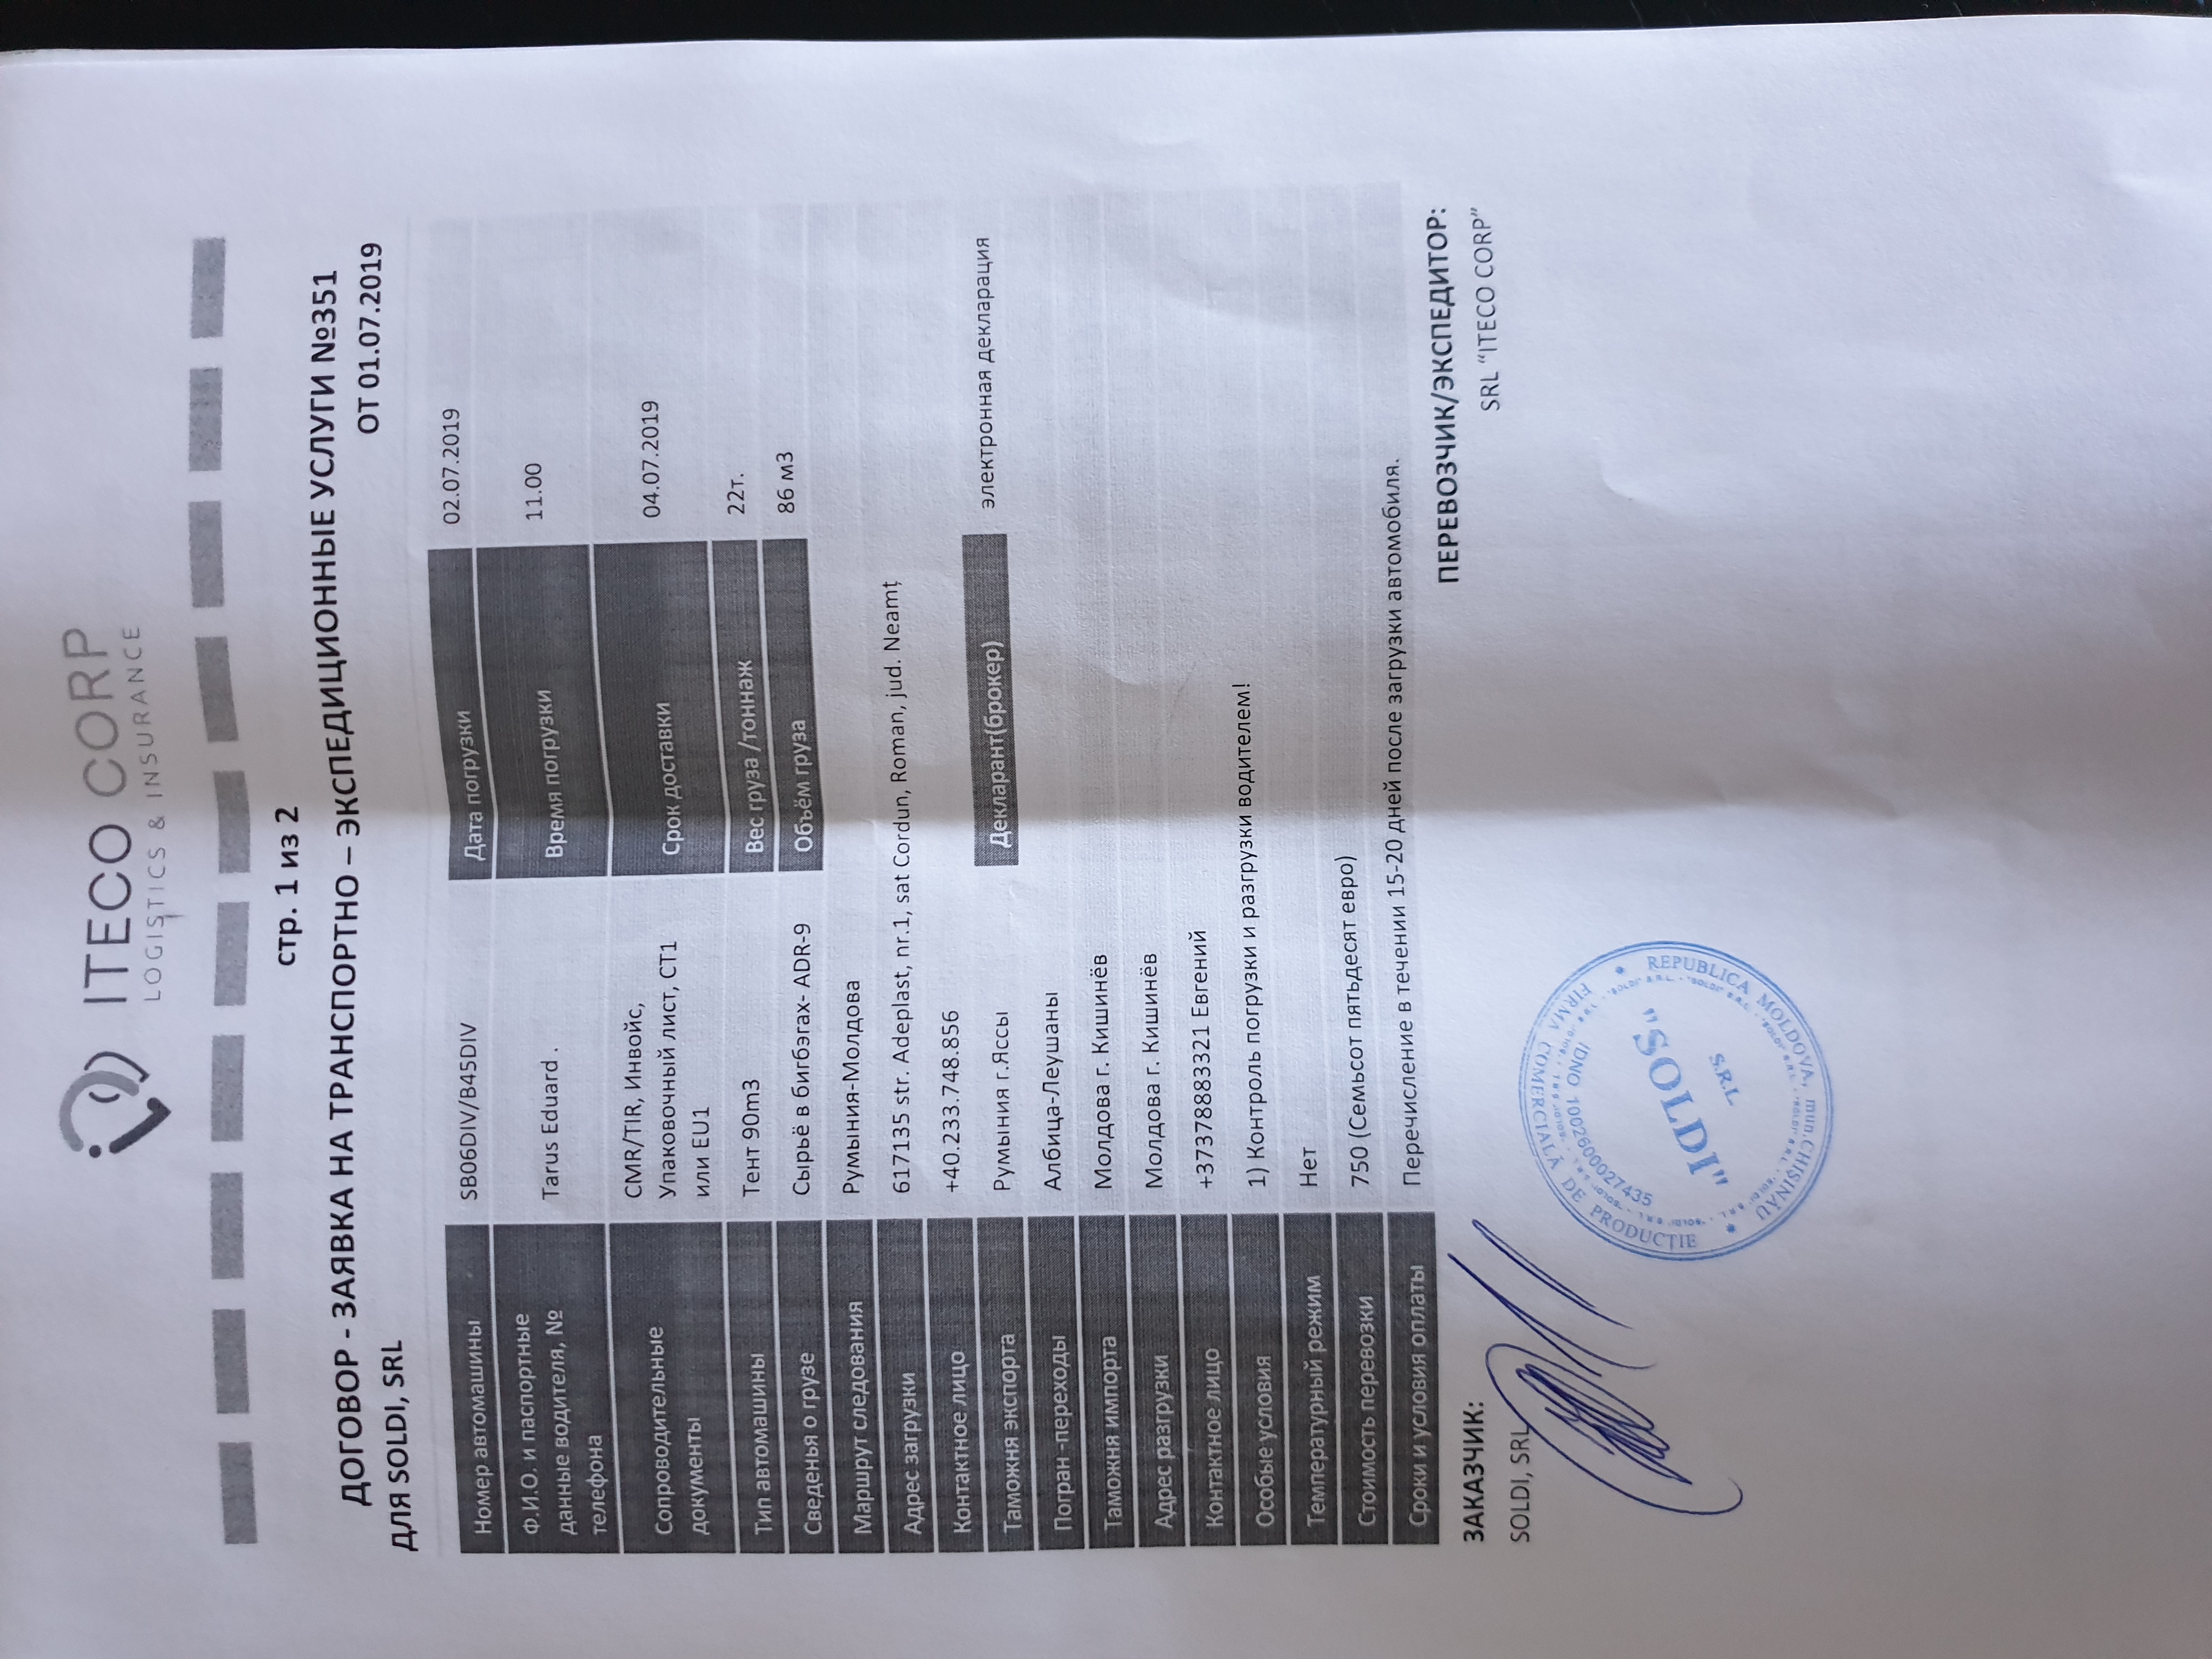 ITECO CORP
LOGISTICS & INSURANCE
стр. 1 из 2
ДОГОВОР - ЗАЯВКА НА ТРАНСПОРТНО – ЭКСПЕДИЦИОННЫЕ УСЛУГИ №351
ДЛЯ SOLDI, SRL
ОТ 01.07.2019
Номер автомашины
SB06DIV/B45DIV
Дата погрузки
02.07.2019
Ф.И.О. и паспортные
данные водителя, №
телефона
Tarus Eduard .
Время погрузки
11.00
Сопроводительные
документы
CMR/TIR, Инвойс,
Упаковочный лист, СТ1
или EU1
Срок доставки
04.07.2019
Тип автомашины
Тент 90m3
Вес груза /тоннаж
22т.
Сведенья о грузе
Сырьё в бигбэгах- ADR-9
Объём груза
86 м3
Маршрут следования
Румыния-Молдова
Адрес загрузки
617135 str. Adeplast, nr.1, sat Cordun, Roman, jud. Neamț
Контактное лицо
+40.233.748.856
Таможня экспорта
Румыния г.Яссы
Декларант(брокер)
электронная декларация
Погран -переходы
Албица-Леушаны
Таможня импорта
Молдова г. Кишинёв
Адрес разгрузки
Молдова г. Кишинёв
Контактное лицо
+37378883321 Евгений
Особые условия
1) Контроль погрузки и разгрузки водителем!
Температурный режим
Нет
Стоимость перевозки
750 (Семьсот пятьдесят евро)
Сроки и условия оплаты
Перечисление в течении 15-20 дней после загрузки автомобиля.
ЗАКАЗЧИК:
SOLDI, SRL
ПЕРЕВОЗЧИК/ЭКСПЕДИТОР:
SRL “ITECO CORP”
REPUBLICA MOLDOVA, mun.CHIŞINĂU
FIRMA COMERCIALĂ DE PRODUCŢIE
IDNO 1002600027435
S.R.L.
"SOLDI"